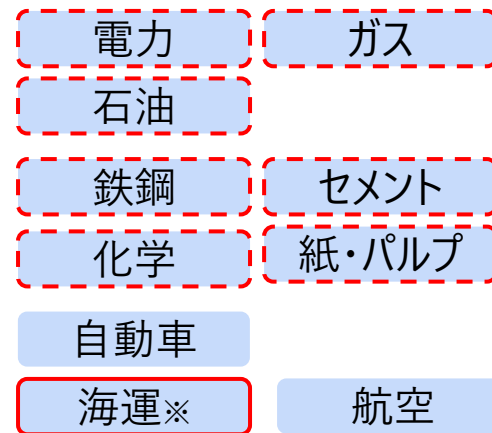 電力 ガス
石油
鉄鋼 セメント
化学 紙・パルプ
自動車
海運※ 航空